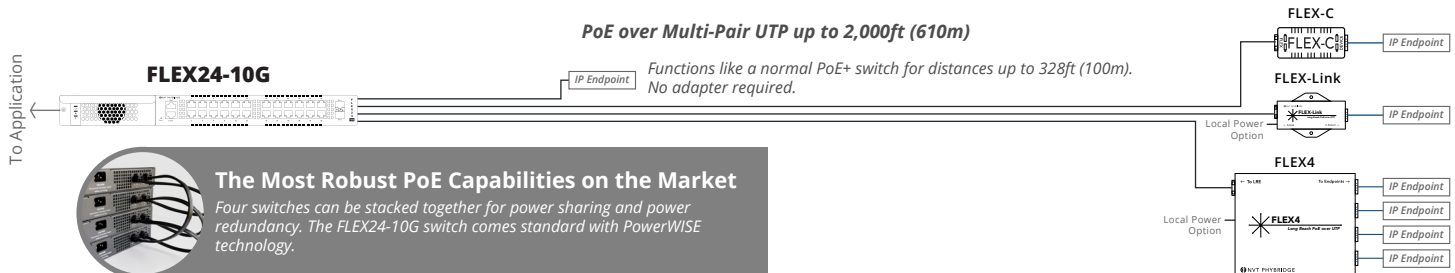 PoE over Multi-Pair UTP up to 2,000ft (610m)
FLEX24-10G
To Application
IP Endpoint
Functions like a normal PoE+ switch for distances up to 328ft (100m).
No adapter required.
FLEX-C
FLEX-C
IP Endpoint
FLEX-Link
FLEX-Link
Local Power
Option
IP Endpoint
FLEX4
← To LRE
To Endpoints →
FLEX4
Long Reach PoE over UTP
NVT PHYBRIDGE
Local Power
Option
IP Endpoint
IP Endpoint
IP Endpoint
IP Endpoint
The Most Robust PoE Capabilities on the Market
Four switches can be stacked together for power sharing and power
redundancy. The FLEX24-10G switch comes standard with PowerWISE
technology.